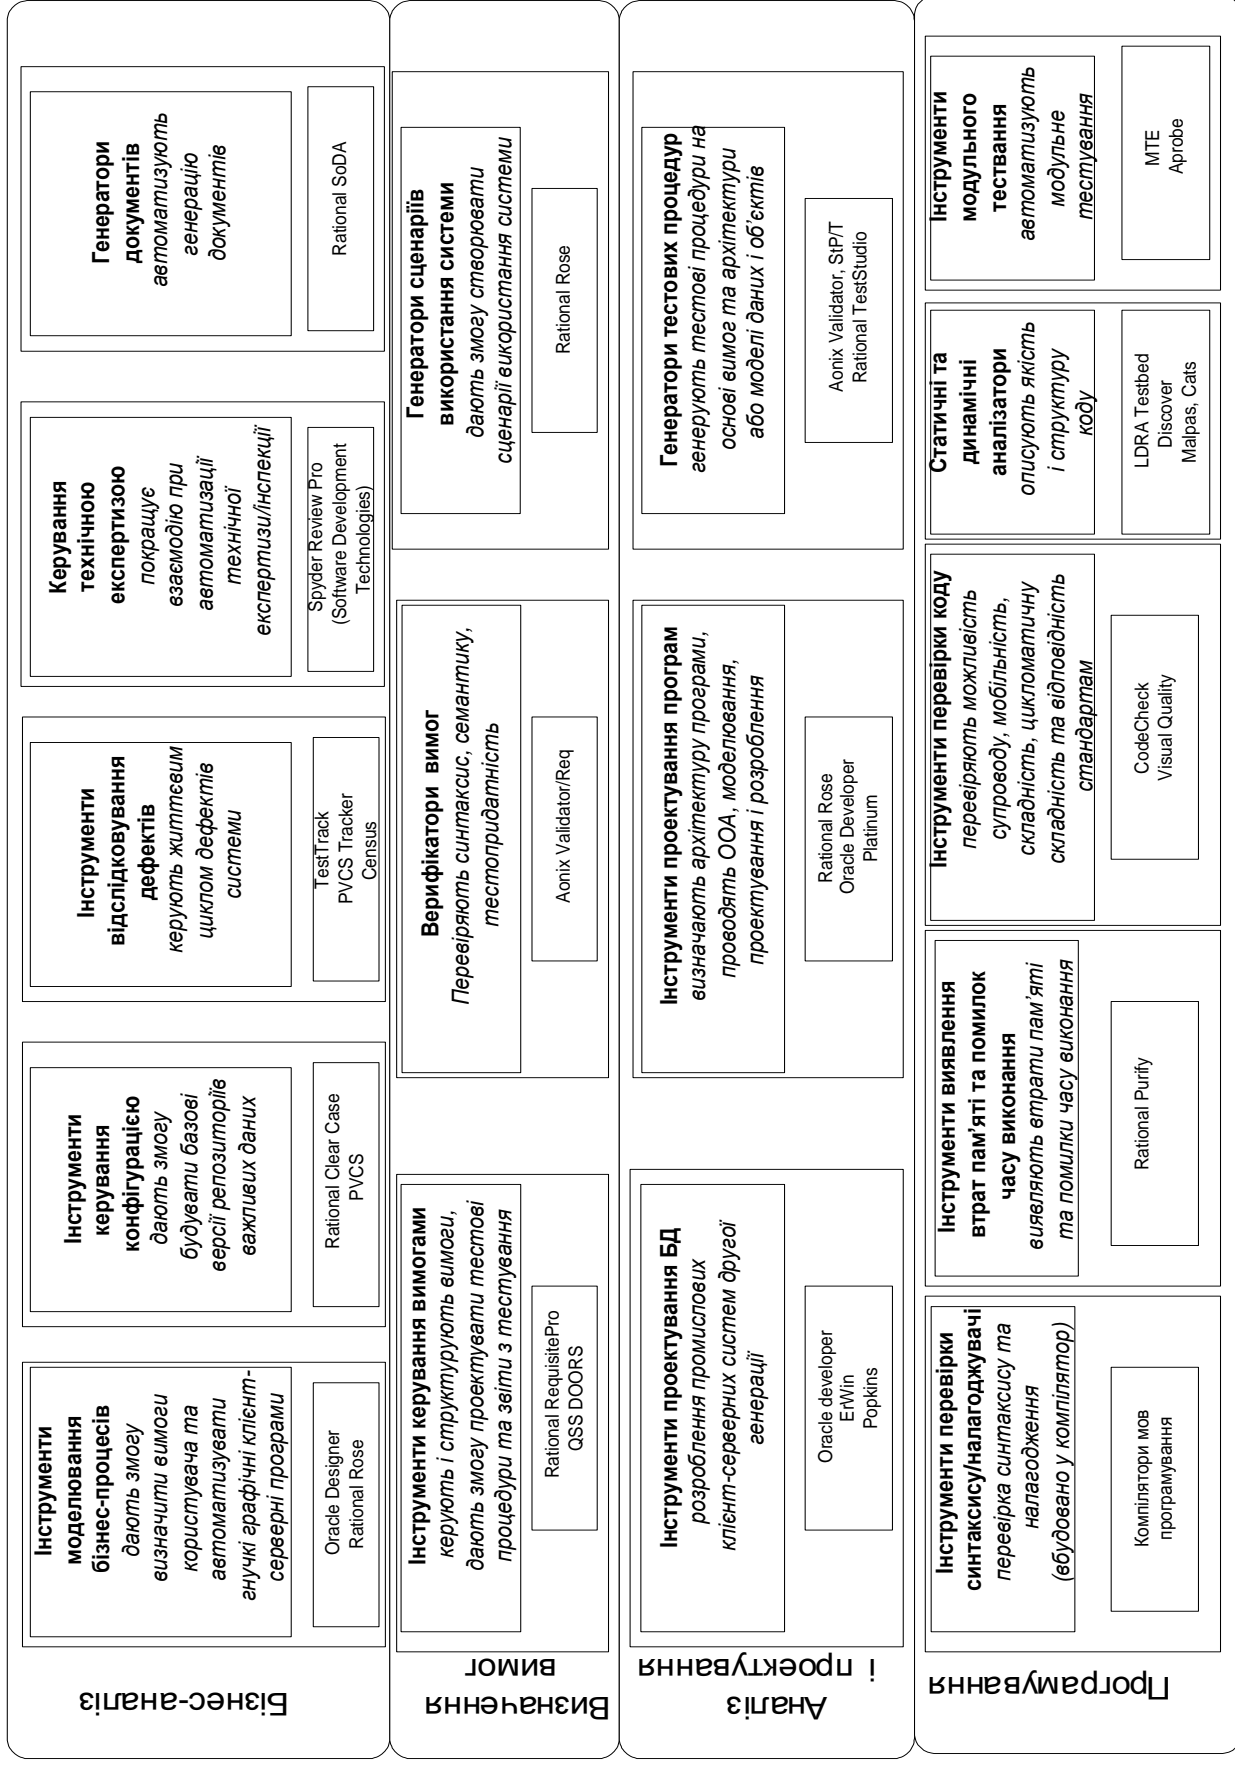 Бізнес-аналіз
Інструменти
моделювання
бізнес-процесів
дають змогу
визначити вимоги
користувача та
автоматизувати
гнучкі графічні клієнт-
серверні програми
Oracle Designer
Rational Rose
Інструменти
керування
конфігурацією
дають змогу
будувати базові
версії репозиторіїв
важливих даних
Rational Clear Case
PVCS
Інструменти
відслідковування
дефектів
керують життєвим
циклом дефектів
системи
TestTrack
PVCS Tracker
Census
Керування
технічною
експертизою
покращує
взаємодію при
автоматизації
технічної
експертизи/інспекції
Spyder Review Pro
(Software Development
Technologies)
Генератори
документів
автоматизують
генерацію
документів
Rational SoDA
Визначення
вимог
Інструменти керування вимогами
керують і структурують вимоги,
дають змогу проектувати тестові
процедури та звіти з тестування
Rational RequisitePro
QSS DOORS
Верифікатори вимог
Перевіряють синтаксис, семантику,
тестопридатність
Aonix Validator/Req
Генератори сценаріїв
використання системи
дають змогу створювати
сценарії використання системи
Rational Rose
Аналіз
і проектування
Інструменти проектування БД
розроблення промислових
клієнт-серверних систем другої
генерації
Oracle developer
ErWin
Popkins
Інструменти проектування програм
визначають архітектуру програми,
проводять ООА, моделювання,
проектування і розроблення
Rational Rose
Oracle Developer
Platinum
Генератори тестових процедур
генерують тестові процедури на
основі вимог та архітектури
або моделі даних і об’єктів
Aonix Validator, StP/T
Rational TestStudio
Програмування
Інструменти перевірки
синтаксису/налагоджувачі
перевірка синтаксису та
налагодження
(вбудовано у компілятор)
Компілятори мов
програмування
Інструменти виявлення
втрат пам’яті та помилок
часу виконання
виявляють втрати пам’яті
та помилки часу виконання
Rational Purify
Інструменти перевірки коду
перевіряють можливість
супроводу, мобільність,
складність, цикломатичну
складність та відповідність
стандартам
CodeCheck
Visual Quality
Статичні та
динамічні
аналізатори
описують якість
і структуру
коду
LDRA Testbed
Discover
Malpas, Cats
Інструменти
модульного
тествання
автоматизують
модульне
тестування
MTE
Aprobe